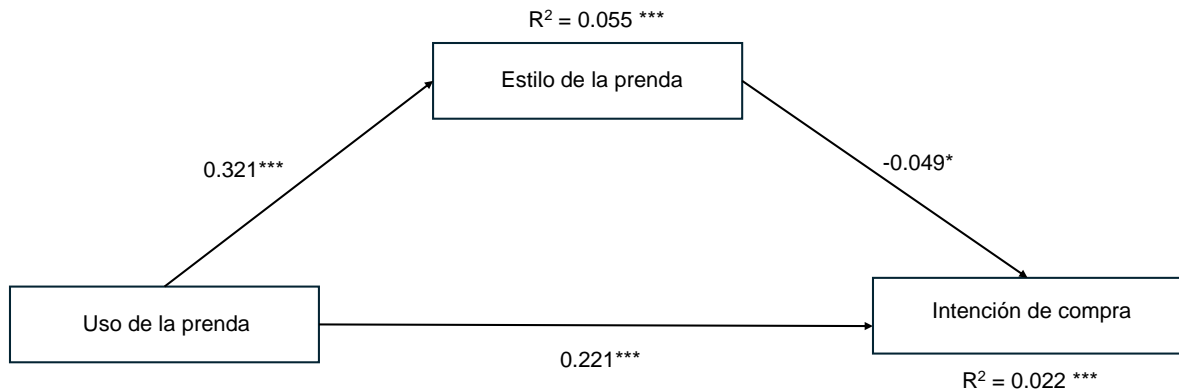 R² = 0.055 ***
Estilo de la prenda
0.321***
-0.049*
Uso de la prenda
Intención de compra
0.221***
R² = 0.022 ***